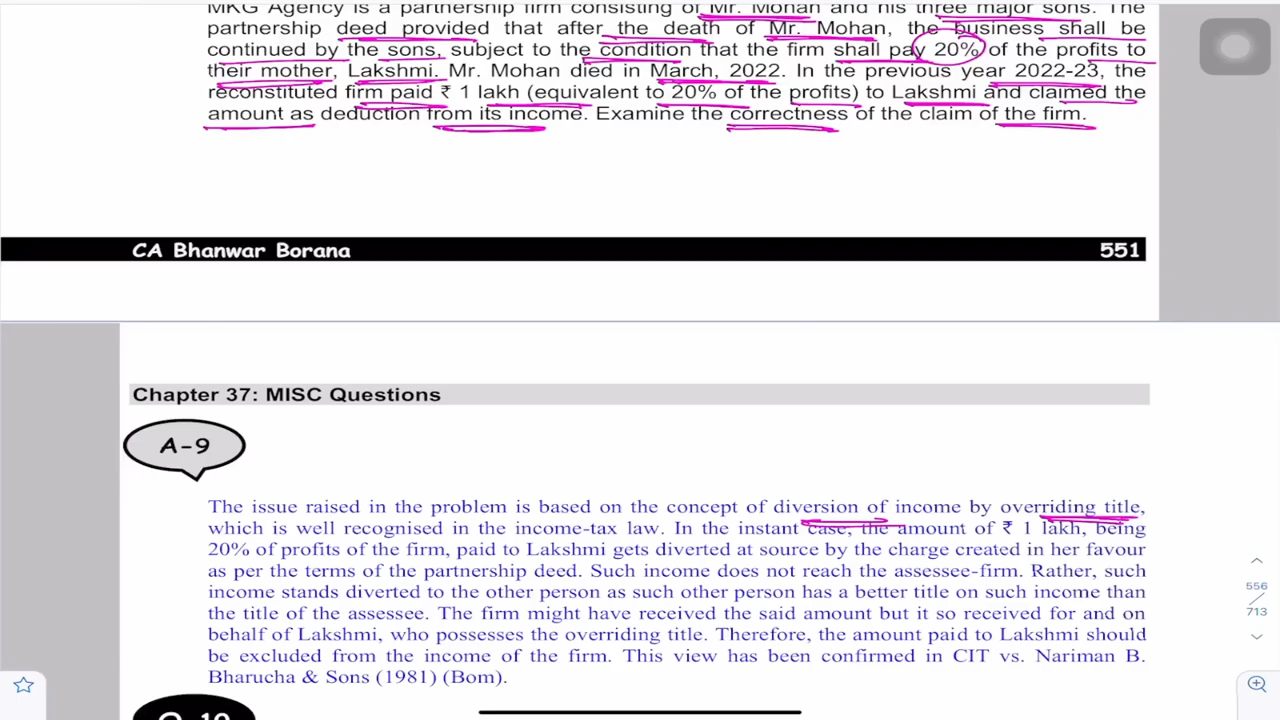 MKG Agency is a partnership firm consisting of Mr. Mohan and his three major sons. The
partnership deed provided that after the death of Mr. Mohan, the business shall be
continued by the sons, subject to the condition that the firm shall pay 20% of the profits to
their mother, Lakshmi. Mr. Mohan died in March, 2022. In the previous year 2022-23, the
reconstituted firm paid ₹ 1 lakh (equivalent to 20% of the profits) to Lakshmi and claimed the
amount as deduction from its income. Examine the correctness of the claim of the firm.
CA Bhanwar Borana 551
Chapter 37: MISC Questions
A-9
The issue raised in the problem is based on the concept of diversion of income by overriding title,
which is well recognised in the income-tax law. In the instant case, the amount of ₹ 1 lakh, being
20% of profits of the firm, paid to Lakshmi gets diverted at source by the charge created in her favour
as per the terms of the partnership deed. Such income does not reach the assessee-firm. Rather, such
income stands diverted to the other person as such other person has a better title on such income than
the title of the assessee. The firm might have received the said amount but it so received for and on
behalf of Lakshmi, who possesses the overriding title. Therefore, the amount paid to Lakshmi should
be excluded from the income of the firm. This view has been confirmed in CIT vs. Nariman B.
Bharucha & Sons (1981) (Bom).
556
713
Q-10